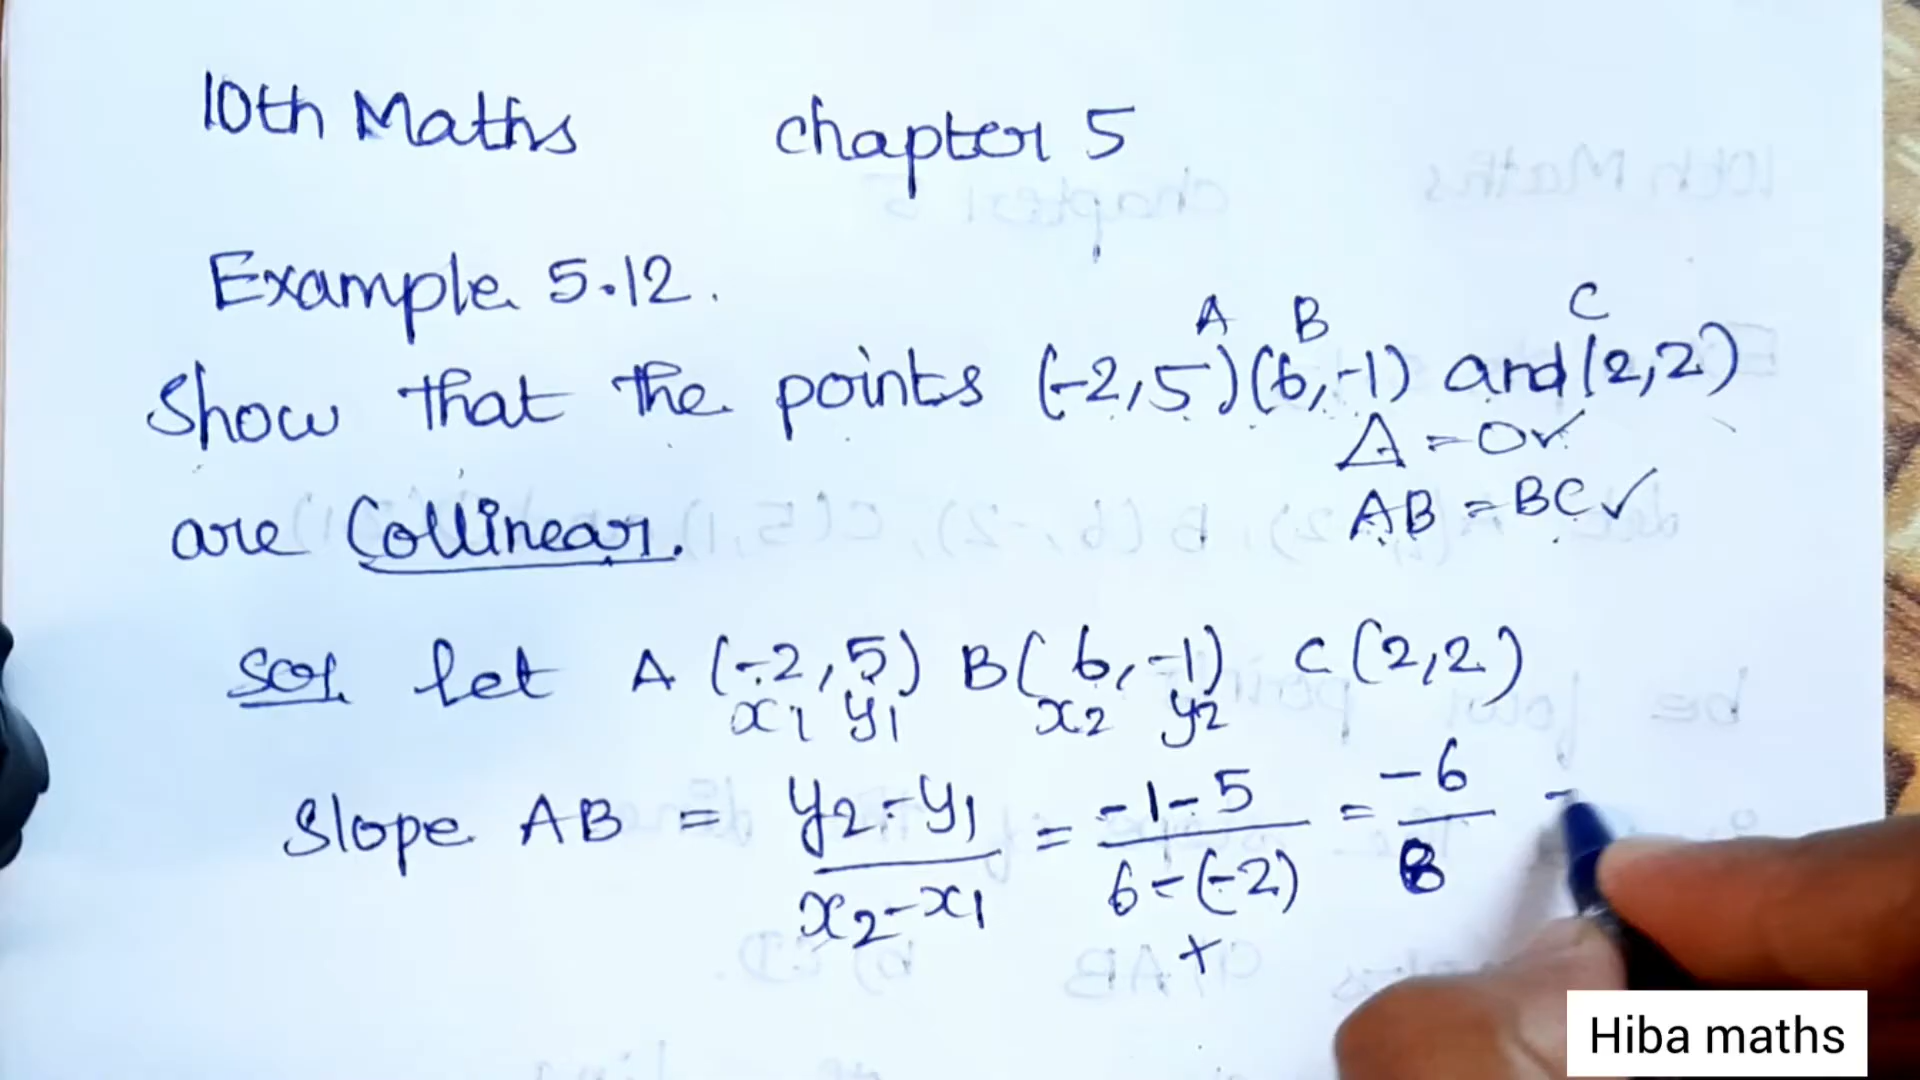 10th Maths chapter 5
Example 5.12.
A B C
Show that the points (-2,5)(6,-1) and (2,2)
Δ = 0✓
are Collinear.
AB = BC✓
Sol. let A (-2,5) B(6,-1) C(2,2)
x1 y1 x2 y2
Slope AB = y2-y1 / x2-x1 = -1-5 / 6-(-2) = -6 / 8
+
Hiba maths